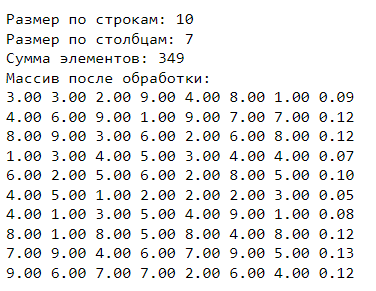 Размер по строкам: 10
Размер по столбцам: 7
Сумма элементов: 349
Массив после обработки:
3.00 3.00 2.00 9.00 4.00 8.00 1.00 0.09
4.00 6.00 9.00 1.00 9.00 7.00 7.00 0.12
8.00 9.00 3.00 6.00 2.00 6.00 8.00 0.12
1.00 3.00 4.00 5.00 3.00 4.00 4.00 0.07
6.00 2.00 5.00 6.00 2.00 8.00 5.00 0.10
4.00 5.00 1.00 2.00 2.00 2.00 3.00 0.05
4.00 1.00 3.00 5.00 4.00 9.00 1.00 0.08
8.00 1.00 8.00 5.00 8.00 4.00 8.00 0.12
7.00 9.00 4.00 6.00 7.00 9.00 5.00 0.13
9.00 6.00 7.00 7.00 2.00 6.00 4.00 0.12